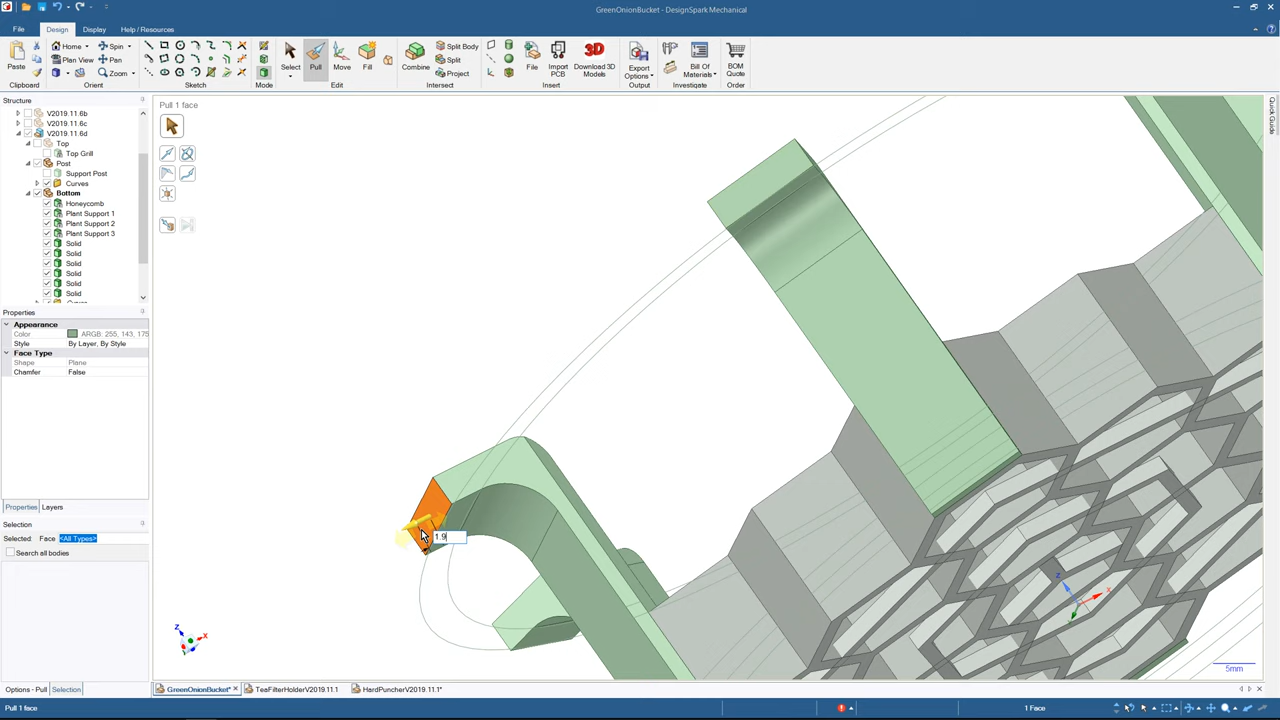 GreenOnionBucket - DesignSpark Mechanical
File Design Display Help / Resources
Paste
Home Spin
Plan View Pan
Zoom
Select Pull Move Fill
Combine
Split Body
Split
Project
File Import PCB 3D Download 3D Models
Export Options
Bill Of Materials
BOM Quote
Clipboard Orient Sketch Mode Edit Intersect Insert Output Investigate Order
Structure
V2019.11.6b
V2019.11.6c
V2019.11.6d
Top
Top Grill
Post
Support Post
Curves
Bottom
Honeycomb
Plant Support 1
Plant Support 2
Plant Support 3
Solid
Solid
Solid
Solid
Solid
Solid
Properties
Appearance
Color ARGB: 255, 143, 175
Style By Layer, By Style
Face Type
Shape Plane
Chamfer False
Properties Layers
Selection
Selected: Face <All Types>
Search all bodies
Options - Pull Selection
Pull 1 face
Quick Guide
1.9
Z X
Z X
5mm
GreenOnionBucket* TeaFilterHolderV2019.11.1 HardPuncherV2019.11.1*
Pull 1 face
1 Face